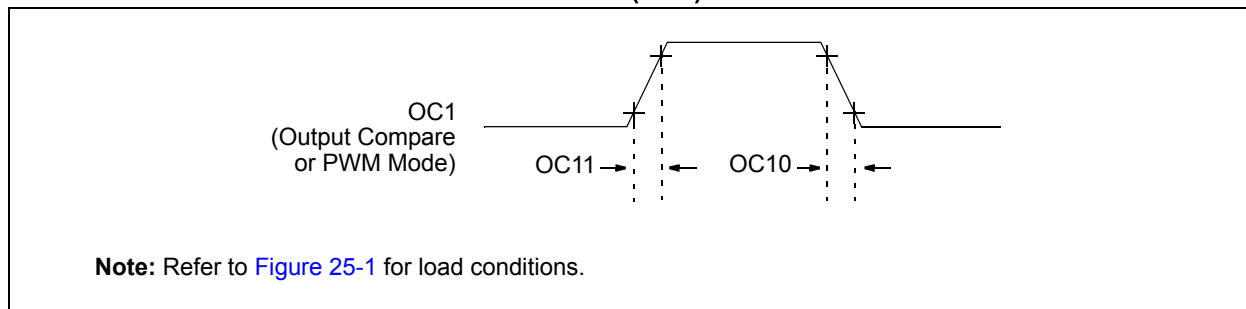 OC1
(Output Compare
or PWM Mode)
OC11
OC10
Note: Refer to Figure 25-1 for load conditions.